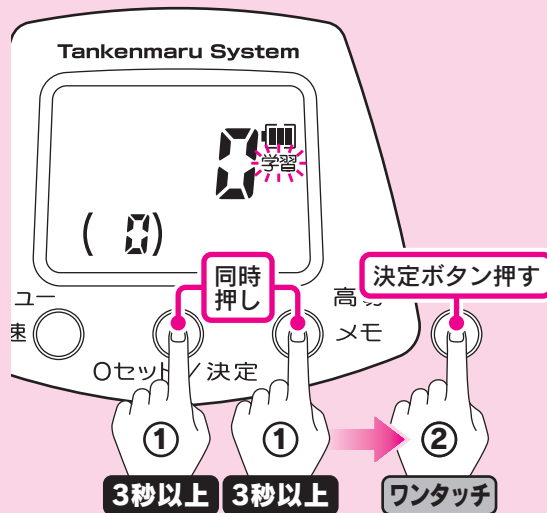 Tankenmaru System
0
学習
( 0)
同時
押し
決定ボタン押す
ュー
速
メモ
0セット／決定
①
①
②
3秒以上
3秒以上
ワンタッチ